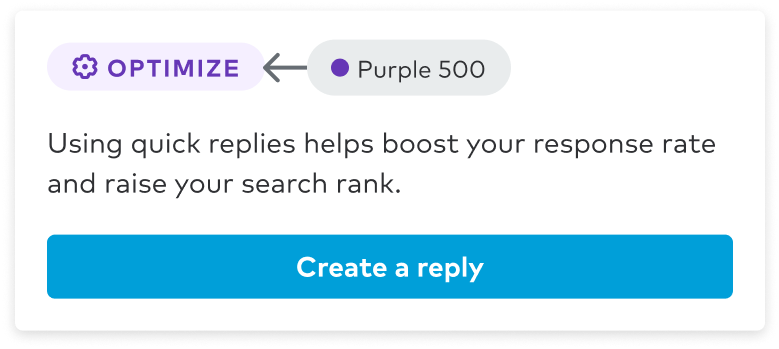 OPTIMIZE
Purple 500
Using quick replies helps boost your response rate
and raise your search rank.
Create a reply